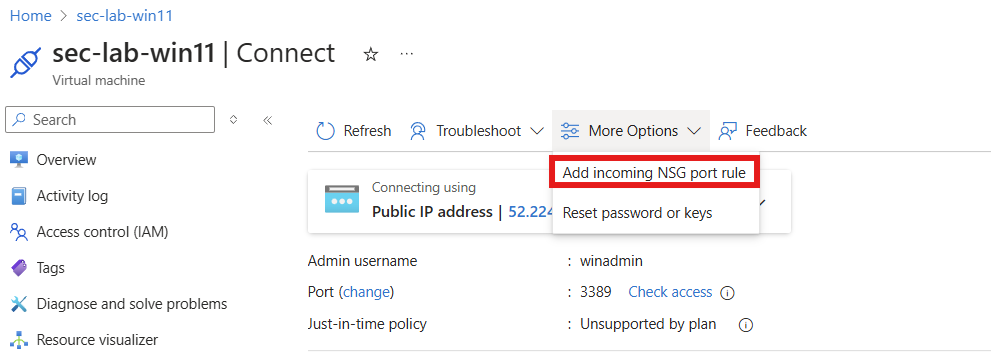 Home > sec-lab-win11
sec-lab-win11 | Connect
Virtual machine
Search
Overview
Activity log
Access control (IAM)
Tags
Diagnose and solve problems
Resource visualizer
Refresh Troubleshoot More Options Feedback
Add incoming NSG port rule
Reset password or keys
Connecting using
Public IP address | 52.224
Admin username : winadmin
Port (change) : 3389 Check access
Just-in-time policy : Unsupported by plan